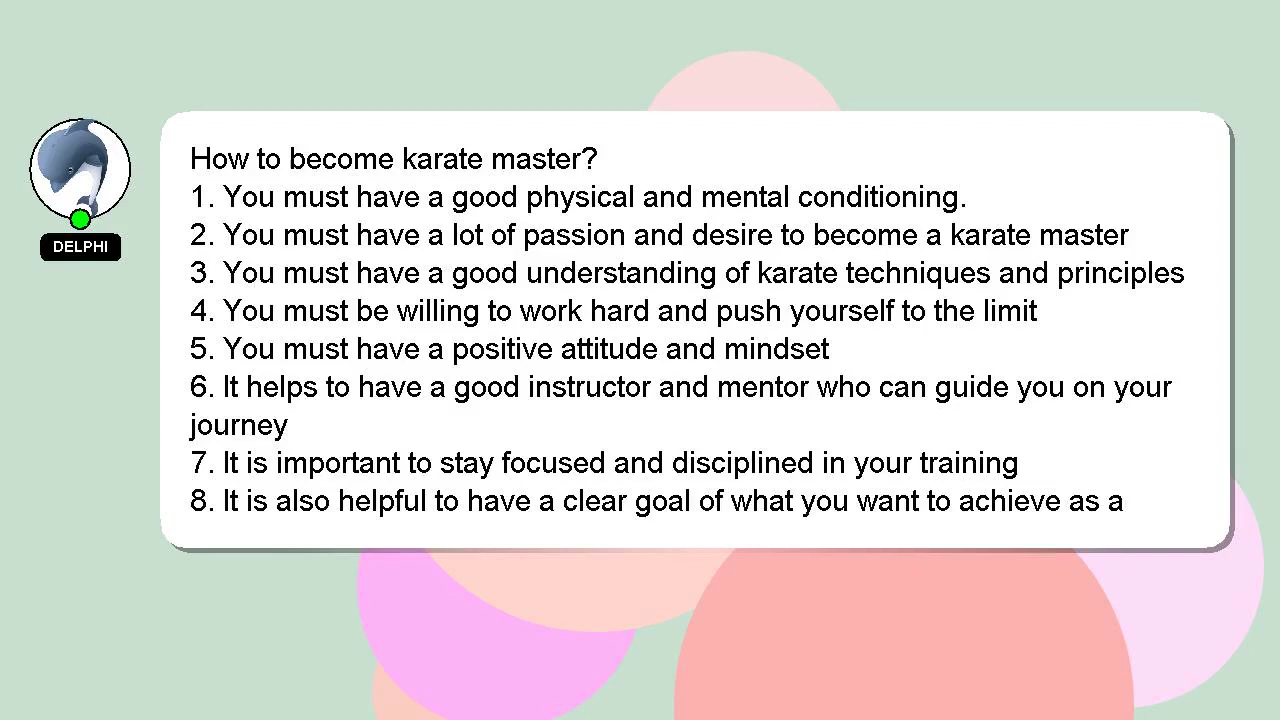 DELPHI
How to become karate master?
1. You must have a good physical and mental conditioning.
2. You must have a lot of passion and desire to become a karate master
3. You must have a good understanding of karate techniques and principles
4. You must be willing to work hard and push yourself to the limit
5. You must have a positive attitude and mindset
6. It helps to have a good instructor and mentor who can guide you on your
journey
7. It is important to stay focused and disciplined in your training
8. It is also helpful to have a clear goal of what you want to achieve as a